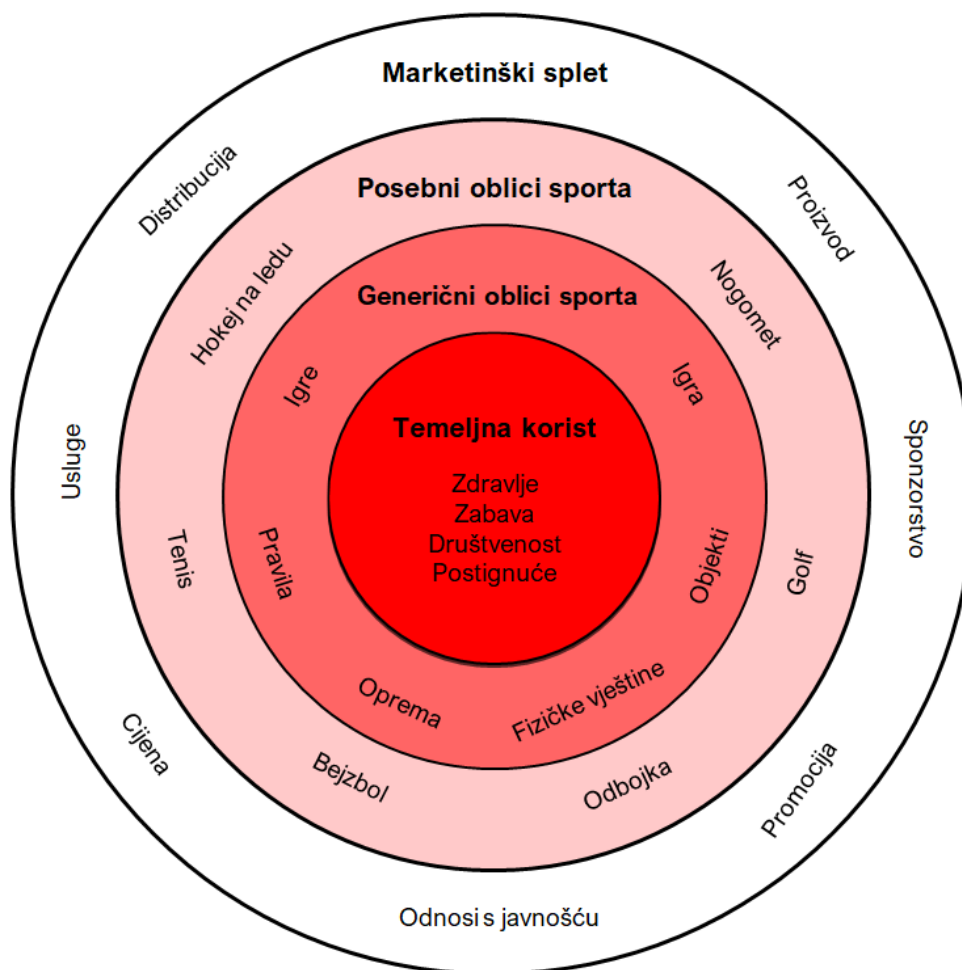 Marketinški splet
Distribucija
Proizvod
Usluge
Sponzorstvo
Cijena
Promocija
Odnosi s javnošću
Posebni oblici sporta
Hokej na ledu
Nogomet
Tenis
Golf
Bejzbol
Odbojka
Generični oblici sporta
Igre
Igra
Pravila
Objekti
Oprema
Fizičke vještine
Temeljna korist
Zdravlje
Zabava
Društvenost
Postignuće